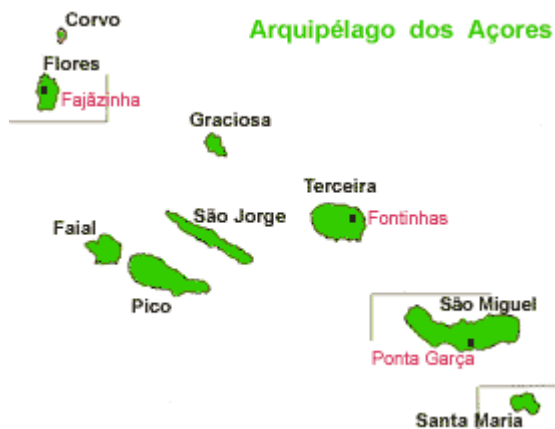 Corvo
Arquipélago dos Açores
Flores
Fajãzinha
Graciosa
Terceira
São Jorge
Fontinhas
Faial
Pico
São Miguel
Ponta Garça
Santa Maria